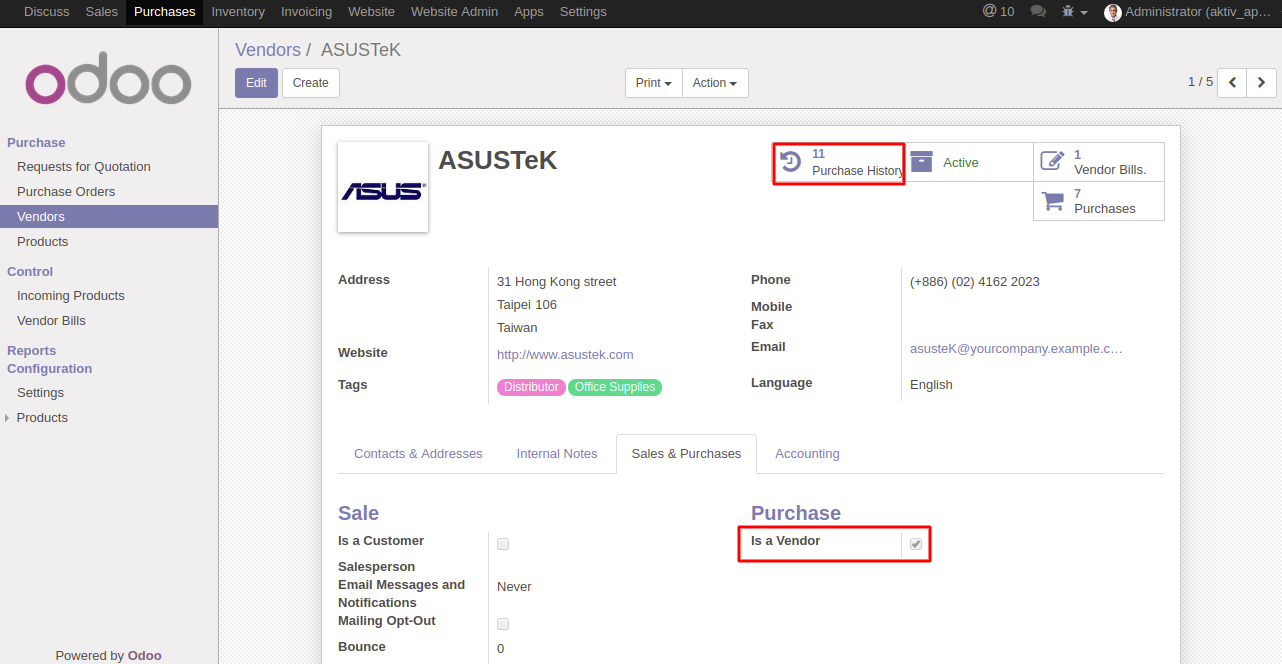 Discuss Sales Purchases Inventory Invoicing Website Website Admin Apps Settings @ 10 Administrator (aktiv_ap...
odoo
Purchase
Requests for Quotation
Purchase Orders
Vendors
Products
Control
Incoming Products
Vendor Bills
Reports
Configuration
Settings
Products
Powered by Odoo
Vendors / ASUSTeK
Edit Create Print Action 1 / 5
ASUS
ASUSTeK
11
Purchase History
Active
1
Vendor Bills.
7
Purchases
Address
31 Hong Kong street
Taipei 106
Taiwan
Website http://www.asustek.com
Tags Distributor Office Supplies
Phone (+886) (02) 4162 2023
Mobile
Fax
Email asusteK@yourcompany.example.c...
Language English
Contacts & Addresses Internal Notes Sales & Purchases Accounting
Sale
Is a Customer
Salesperson
Email Messages and Notifications Never
Mailing Opt-Out
Bounce 0
Purchase
Is a Vendor